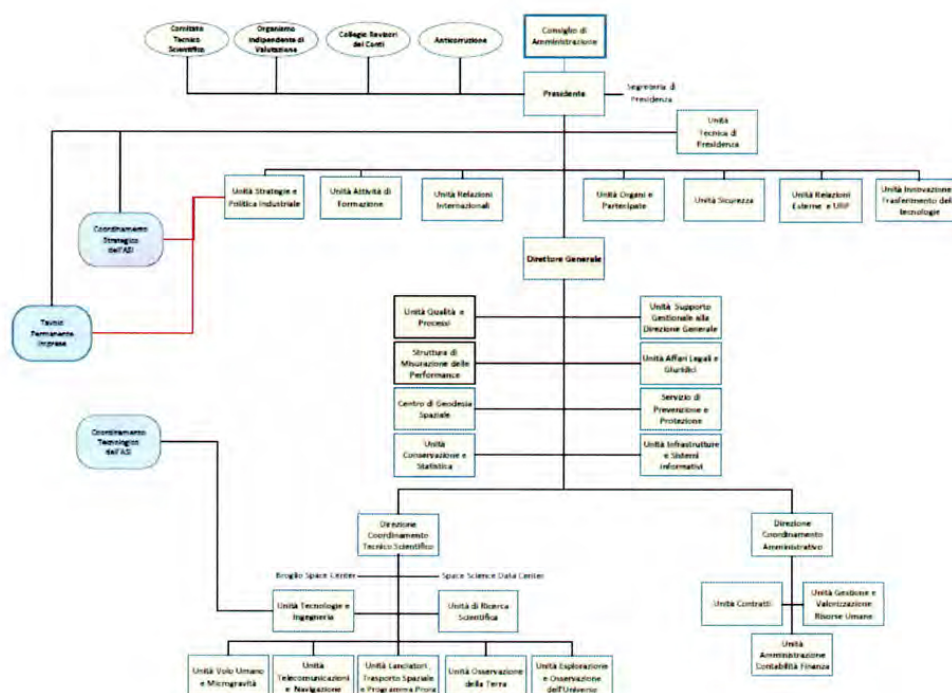 Comitato
Tecnico
Scientifico
Organismo
Indipendente di
Valutazione
Collegio Revisori
dei Conti
Anticorruzione
Consiglio di
Amministrazione
Presidente
Segreteria di
Presidenza
Unità
Tecnica di
Presidenza
Unità Strategie e
Politica Industriale
Unità Attività di
Formazione
Unità Relazioni
Internazionali
Unità Organi e
Partecipate
Unità Sicurezza
Unità Relazioni
Esterne e URP
Unità Innovazione
Trasferimento
tecnologie
Coordinamento
Strategico
dell'ASI
Direttore Generale
Tavolo
Permanente
Imprese
Unità Qualità e
Processi
Unità Supporto
Gestionale alla
Direzione Generale
Struttura di
Misurazione delle
Performance
Unità Affari Legali e
Giuridici
Centro di Geodesia
Spaziale
Servizio di
Prevenzione e
Protezione
Coordinamento
Tecnologico
dell'ASI
Unità
Conservazione e
Statistica
Unità Infrastrutture
e Sistemi
Informativi
Direzione
Coordinamento
Tecnico Scientifico
Direzione
Coordinamento
Amministrativo
Broglio Space Center
Space Science Data Center
Unità Tecnologie e
Ingegneria
Unità di Ricerca
Scientifica
Unità Contratti
Unità Gestione e
Valorizzazione
Risorse Umane
Unità
Amministrazione
Contabilità Finanza
Unità Volo Umano
e Microgravità
Unità
Telecomunicazioni
e Navigazione
Unità Lanciatori,
Trasporto Spaziale
e Programma Prora
Unità Osservazione
della Terra
Unità Esplorazione
e Osservazione
dell'Universo